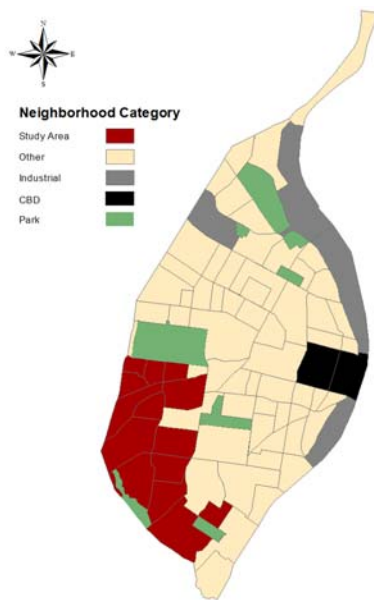 N
W
E
S
Neighborhood Category
Study Area
Other
Industrial
CBD
Park